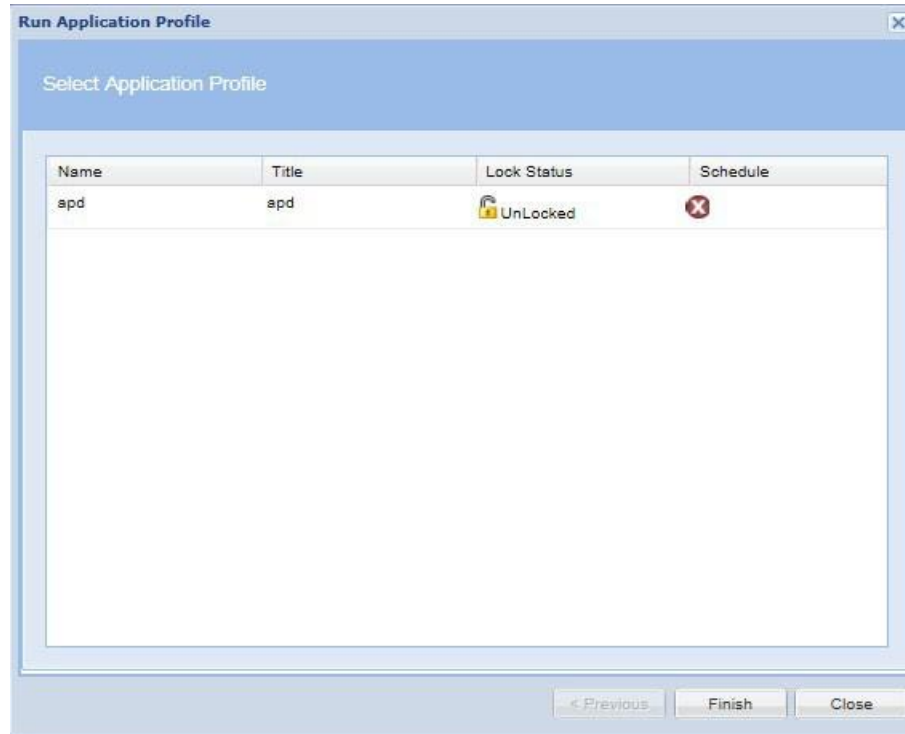 Run Application Profile
Select Application Profile
Name Title Lock Status Schedule
apd apd UnLocked
< Previous Finish Close